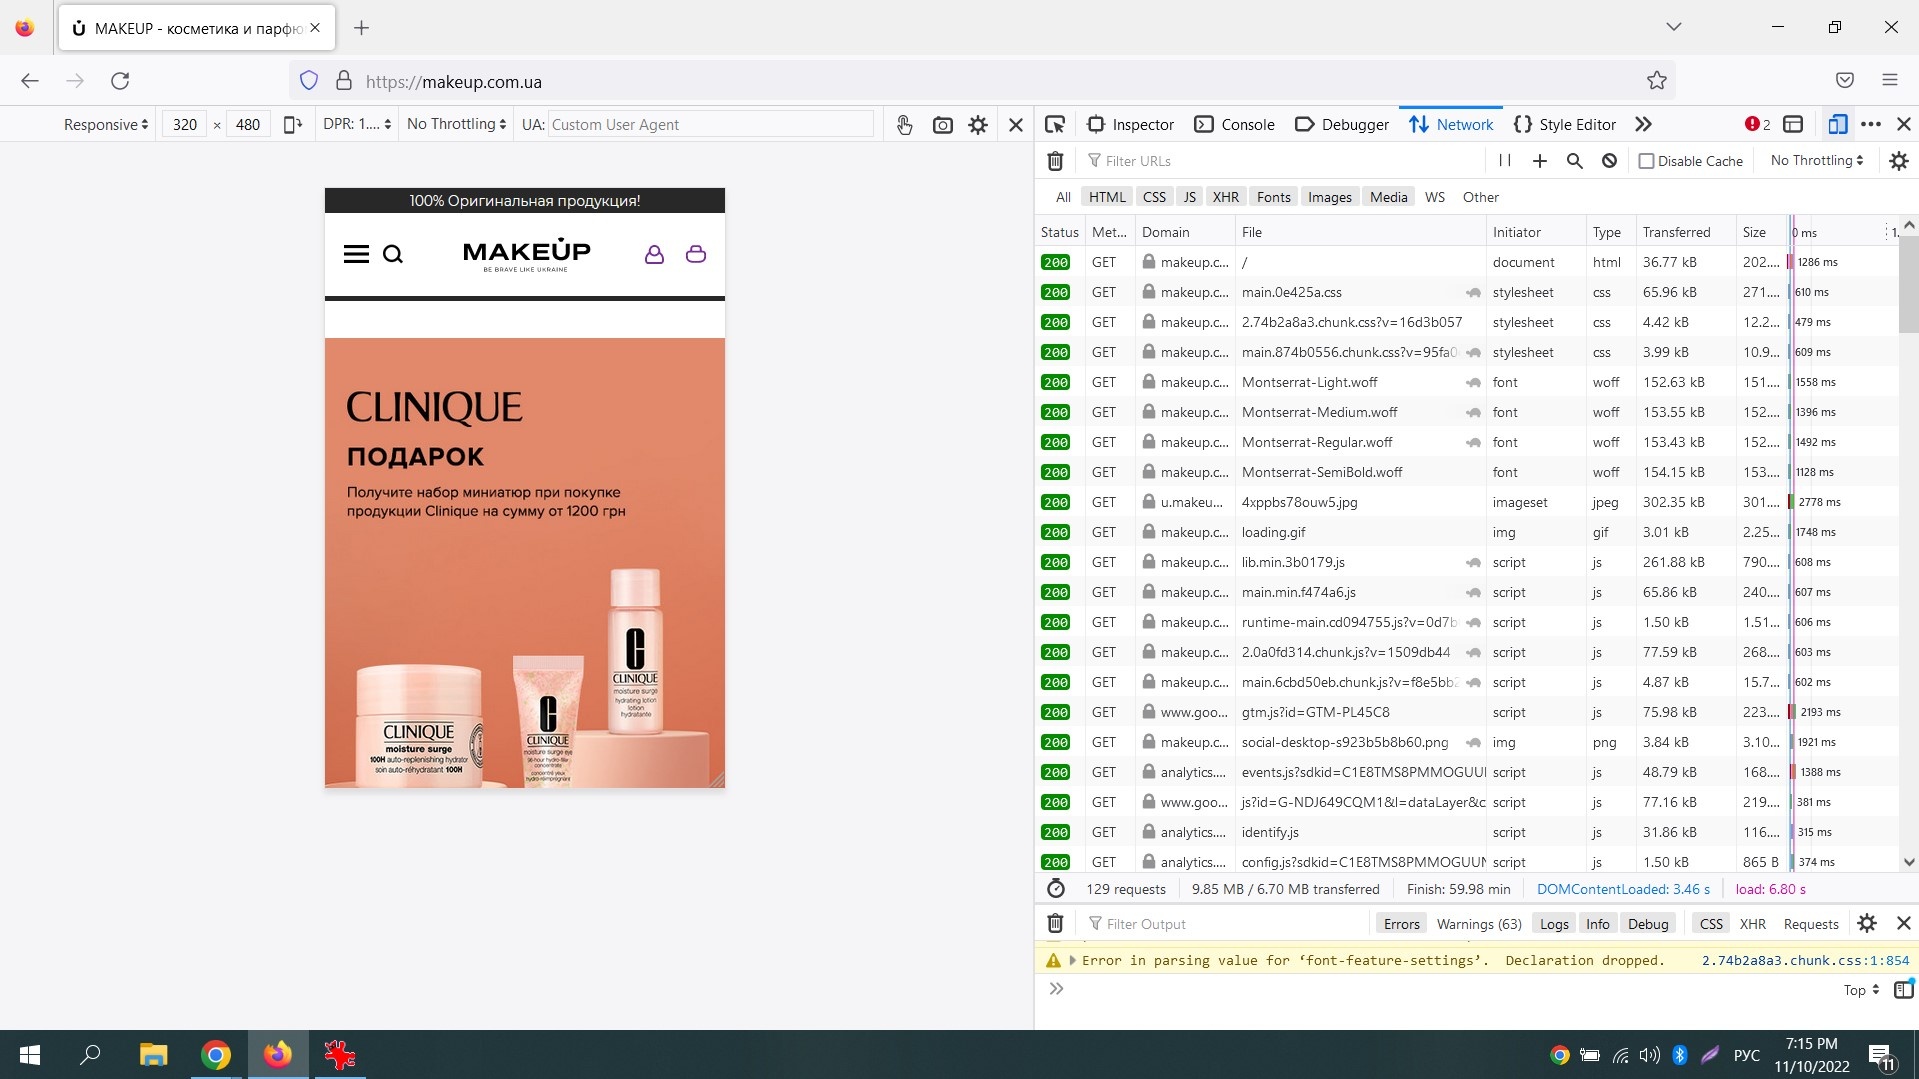 MAKEUP - косметика и парфю
https://makeup.com.ua
Responsive 320 × 480 DPR: 1.... No Throttling UA: Custom User Agent
Inspector Console Debugger Network Style Editor 2
Filter URLs Disable Cache No Throttling
All HTML CSS JS XHR Fonts Images Media WS Other
Status Met... Domain File Initiator Type Transferred Size 0 ms 1.
200 GET makeup.c... / document html 36.77 kB 202.... 1286 ms
200 GET makeup.c... main.0e425a.css stylesheet css 65.96 kB 271.... 610 ms
200 GET makeup.c... 2.74b2a8a3.chunk.css?v=16d3b057 stylesheet css 4.42 kB 12.2... 479 ms
200 GET makeup.c... main.874b0556.chunk.css?v=95fa0 stylesheet css 3.99 kB 10.9... 609 ms
200 GET makeup.c... Montserrat-Light.woff font woff 152.63 kB 151.... 1558 ms
200 GET makeup.c... Montserrat-Medium.woff font woff 153.55 kB 152.... 1396 ms
200 GET makeup.c... Montserrat-Regular.woff font woff 153.43 kB 152.... 1492 ms
200 GET makeup.c... Montserrat-SemiBold.woff font woff 154.15 kB 153.... 1128 ms
200 GET u.makeu... 4xppbs78ouw5.jpg imageset jpeg 302.35 kB 301.... 2778 ms
200 GET makeup.c... loading.gif img gif 3.01 kB 2.25... 1748 ms
200 GET makeup.c... lib.min.3b0179.js script js 261.88 kB 790.... 608 ms
200 GET makeup.c... main.min.f474a6.js script js 65.86 kB 240.... 607 ms
200 GET makeup.c... runtime-main.cd094755.js?v=0d7b script js 1.50 kB 1.51... 606 ms
200 GET makeup.c... 2.0a0fd314.chunk.js?v=1509db44 script js 77.59 kB 268.... 603 ms
200 GET makeup.c... main.6cbd50eb.chunk.js?v=f8e5bb2 script js 4.87 kB 15.7... 602 ms
200 GET www.goo... gtm.js?id=GTM-PL45C8 script js 75.98 kB 223.... 2193 ms
200 GET makeup.c... social-desktop-s923b5b8b60.png img png 3.84 kB 3.10... 1921 ms
200 GET analytics.... events.js?sdkid=C1E8TMS8PMMOGUU script js 48.79 kB 168.... 1388 ms
200 GET www.goo... js?id=G-NDJ649CQM1&l=dataLayer&c script js 77.16 kB 219.... 381 ms
200 GET analytics.... identify.js script js 31.86 kB 116.... 315 ms
200 GET analytics.... config.js?sdkid=C1E8TMS8PMMOGUU script js 1.50 kB 865 B 374 ms
129 requests 9.85 MB / 6.70 MB transferred Finish: 59.98 min DOMContentLoaded: 3.46 s load: 6.80 s
Filter Output Errors Warnings (63) Logs Info Debug CSS XHR Requests
Error in parsing value for ‘font-feature-settings’. Declaration dropped. 2.74b2a8a3.chunk.css:1:854
Top
100% Оригинальная продукция!
MAKEUP
BE BRAVE LIKE UKRAINE
CLINIQUE
ПОДАРОК
Получите набор миниатюр при покупке
продукции Clinique на сумму от 1200 грн
CLINIQUE
moisture surge
hydrating lotion
lotion
hydratante
CLINIQUE
moisture surge eye
96-hour hydro-filler
concentrate
concentré yeux
CLINIQUE
moisture surge
100H auto-replenishing hydrator
soin auto-réhydratant 100H
РУС
7:15 PM
11/10/2022
11